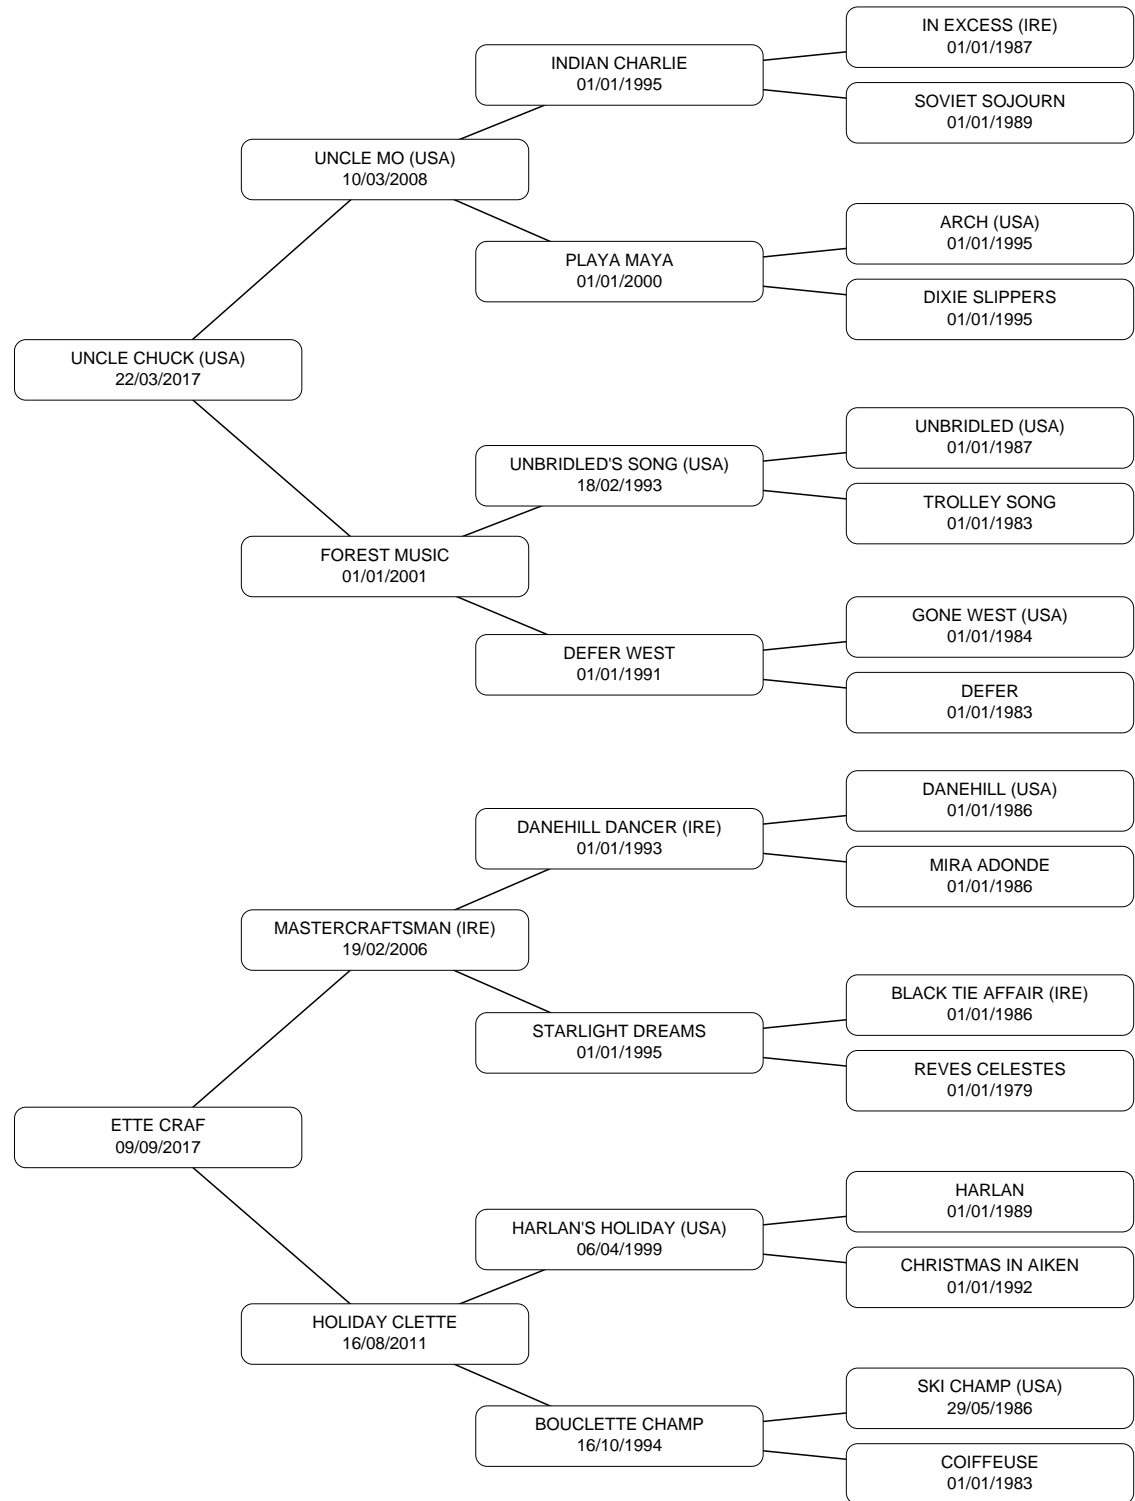 IN EXCESS (IRE)
01/01/1987
INDIAN CHARLIE
01/01/1995
SOVIET SOJOURN
01/01/1989
UNCLE MO (USA)
10/03/2008
ARCH (USA)
01/01/1995
PLAYA MAYA
01/01/2000
DIXIE SLIPPERS
01/01/1995
UNCLE CHUCK (USA)
22/03/2017
UNBRIDLED (USA)
01/01/1987
UNBRIDLED'S SONG (USA)
18/02/1993
TROLLEY SONG
01/01/1983
FOREST MUSIC
01/01/2001
GONE WEST (USA)
01/01/1984
DEFER WEST
01/01/1991
DEFER
01/01/1983
DANEHILL (USA)
01/01/1986
DANEHILL DANCER (IRE)
01/01/1993
MIRA ADONDE
01/01/1986
MASTERCRAFTSMAN (IRE)
19/02/2006
BLACK TIE AFFAIR (IRE)
01/01/1986
STARLIGHT DREAMS
01/01/1995
REVES CELESTES
01/01/1979
ETTE CRAF
09/09/2017
HARLAN
01/01/1989
HARLAN'S HOLIDAY (USA)
06/04/1999
CHRISTMAS IN AIKEN
01/01/1992
HOLIDAY CLETTE
16/08/2011
SKI CHAMP (USA)
29/05/1986
BOUCLETTE CHAMP
16/10/1994
COIFFEUSE
01/01/1983